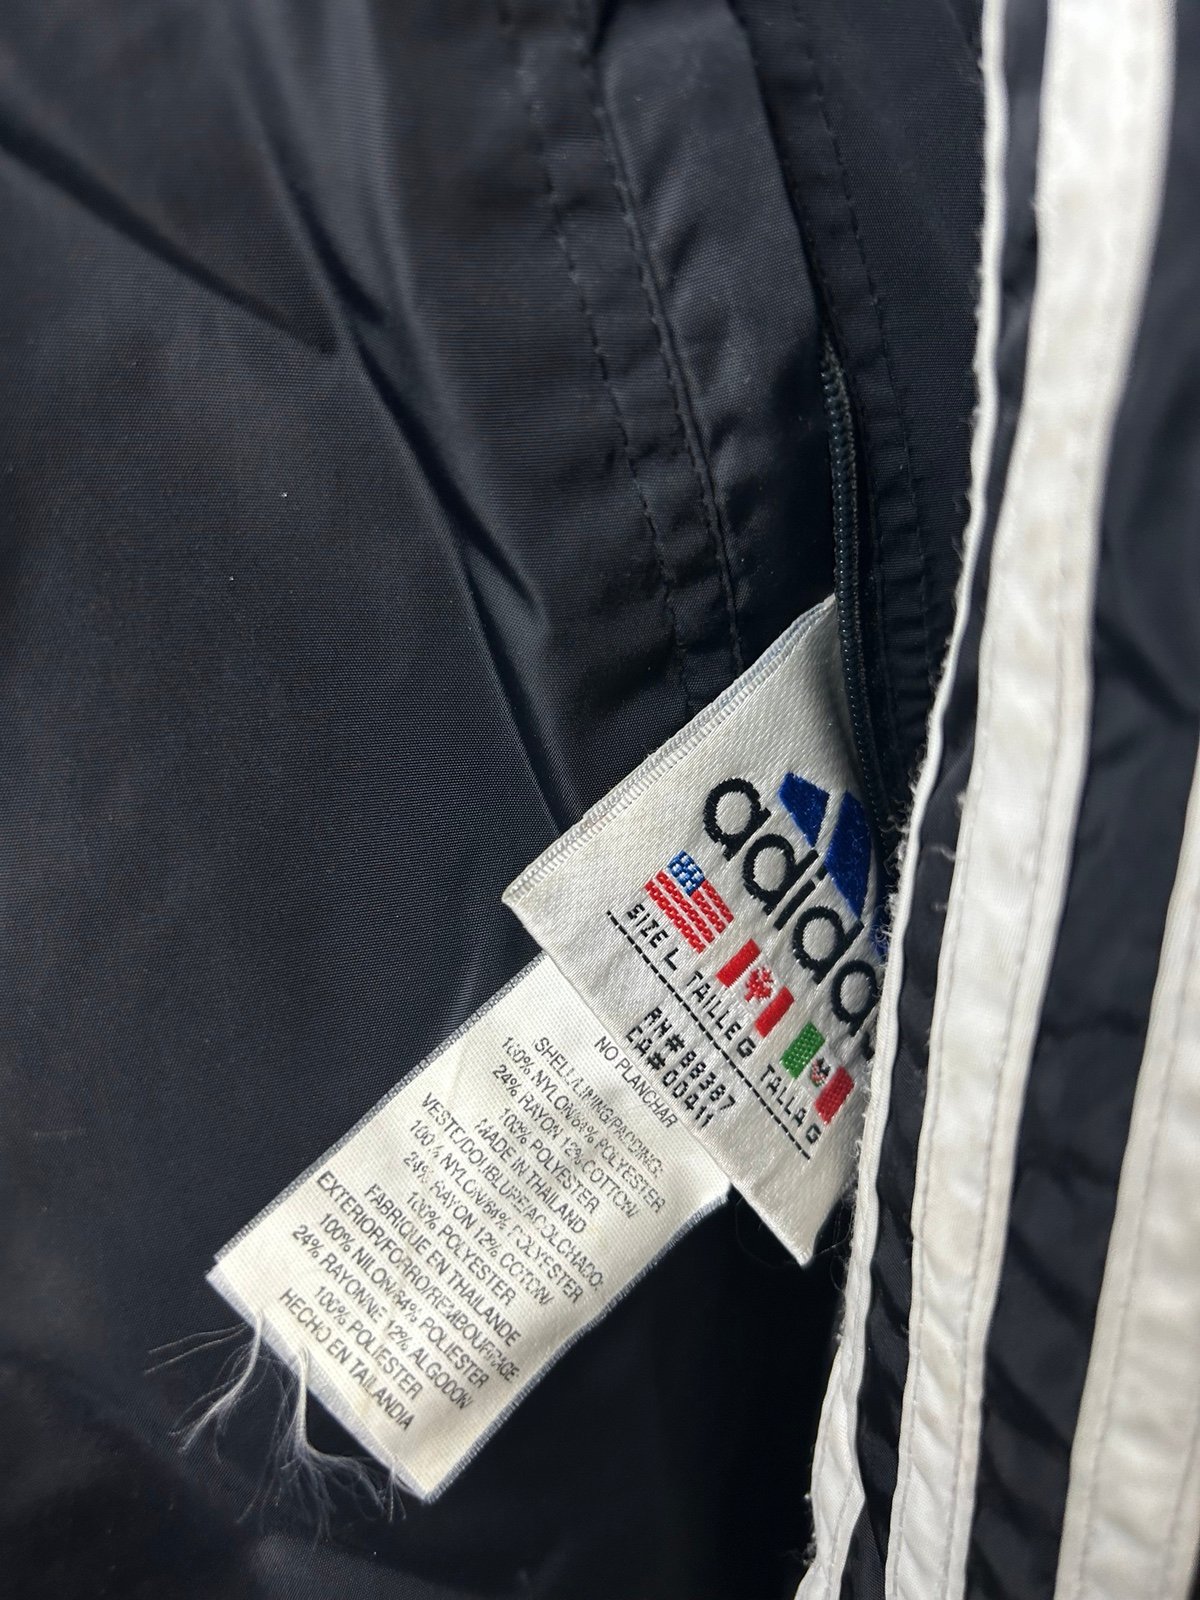 adidas
SIZE L TAILLE G TALLA G
RN#88387
CA#00411
NO PLANCHAR
SHELL/LINING/PADDING:
100% NYLON/64% POLYESTER
24% RAYON 12% COTTON/
100% POLYESTER
MADE IN THAILAND
VESTE/DOUBLURE/ACOLCHADO:
100% NYLON/64% POLYESTER
24% RAYON 12% COTTON/
100% POLYESTER
FABRIQUE EN THAILANDE
EXTERIOR/FORRO/REMBOURRAGE
100% NILON/64% POLIESTER
24% RAYONNE 12% ALGODON/
100% POLIESTER
HECHO EN TAILANDIA